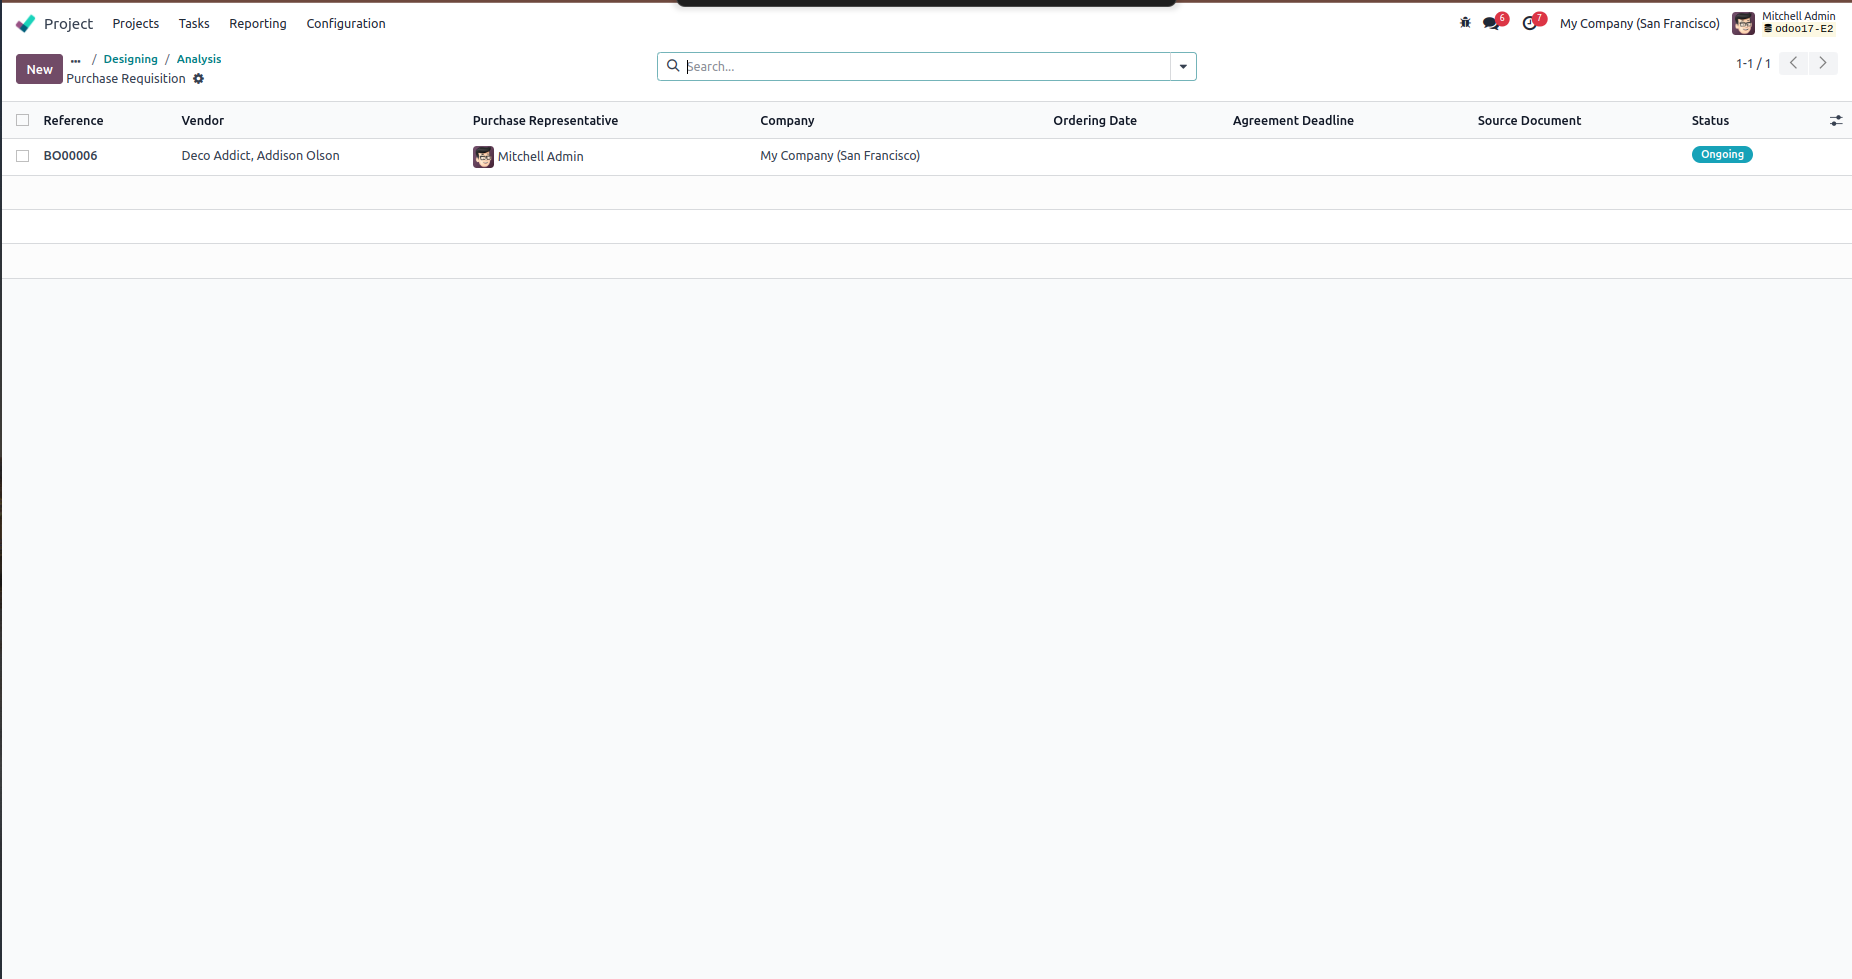 Project Projects Tasks Reporting Configuration 6 7 My Company (San Francisco) Mitchell Admin
odoo17-E2
New ... / Designing / Analysis
Purchase Requisition
Search...
1-1 / 1
Reference Vendor Purchase Representative Company Ordering Date Agreement Deadline Source Document Status
BO00006 Deco Addict, Addison Olson Mitchell Admin My Company (San Francisco) Ongoing